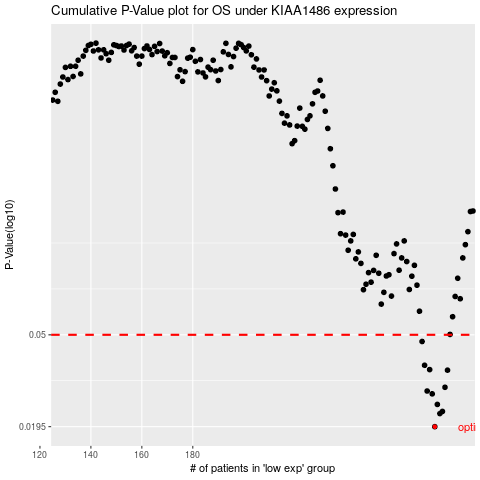 Cumulative P-Value plot for OS under KIAA1486 expression
P-Value(log10)
0.05
0.0195
opti
120 140 160 180
# of patients in 'low exp' group